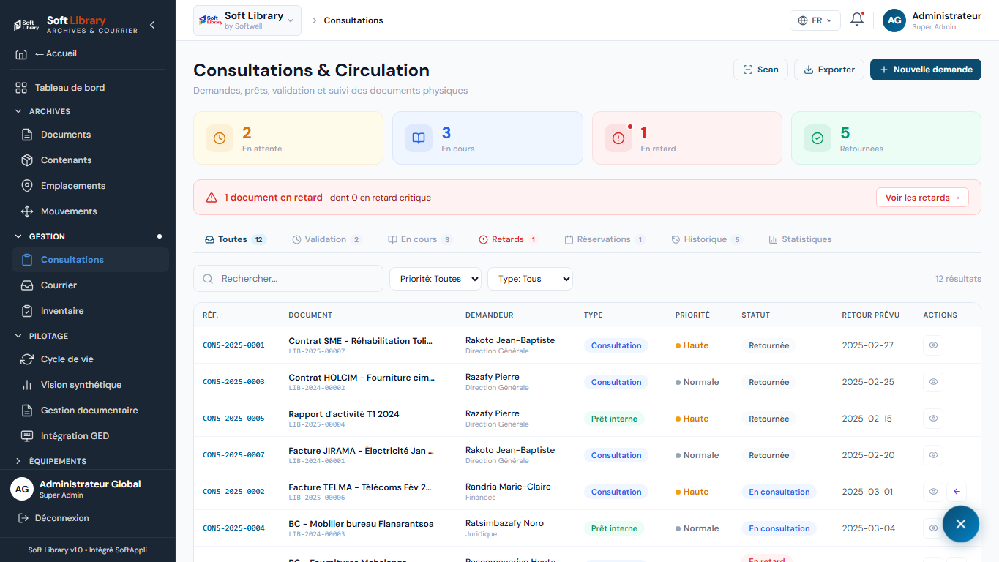 Soft Library
Soft Library
ARCHIVES & COURRIER
← Accueil
Tableau de bord
ARCHIVES
Documents
Contenants
Emplacements
Mouvements
GESTION
Consultations
Courrier
Inventaire
PILOTAGE
Cycle de vie
Vision synthétique
Gestion documentaire
Intégration GED
ÉQUIPEMENTS
AG
Administrateur Global
Super Admin
Déconnexion
Soft Library v1.0 • Intégré SoftAppli
Soft Library
Soft Library
by Softwell
Consultations
FR
AG
Administrateur
Super Admin
Consultations & Circulation
Demandes, prêts, validation et suivi des documents physiques
Scan
Exporter
+ Nouvelle demande
2
En attente
3
En cours
1
En retard
5
Retournées
1 document en retard dont 0 en retard critique
Voir les retards →
Toutes 12
Validation 2
En cours 3
Retards 1
Réservations 1
Historique 5
Statistiques
Rechercher...
Priorité: Toutes
Type: Tous
12 résultats
RÉF. DOCUMENT DEMANDEUR TYPE PRIORITÉ STATUT RETOUR PRÉVU ACTIONS
CONS-2025-0001 Contrat SME - Réhabilitation Toli... Rakoto Jean-Baptiste Consultation Haute Retournée 2025-02-27
LIB-2025-00007 Direction Générale
CONS-2025-0003 Contrat HOLCIM - Fourniture cim... Razafy Pierre Consultation Normale Retournée 2025-02-25
LIB-2024-00002 Direction Générale
CONS-2025-0005 Rapport d'activité T1 2024 Razafy Pierre Prêt interne Haute Retournée 2025-02-15
LIB-2025-00004 Direction Générale
CONS-2025-0007 Facture JIRAMA - Électricité Jan ... Rakoto Jean-Baptiste Consultation Normale Retournée 2025-02-20
LIB-2024-00001 Direction Générale
CONS-2025-0002 Facture TELMA - Télécoms Fév 2... Randria Marie-Claire Consultation Haute En consultation 2025-03-01
LIB-2025-00006 Finances
CONS-2025-0004 BC - Mobilier bureau Fianarantsoa Ratsimbazafy Noro Prêt interne Normale En consultation 2025-03-04
LIB-2024-00003 Juridique
En retard